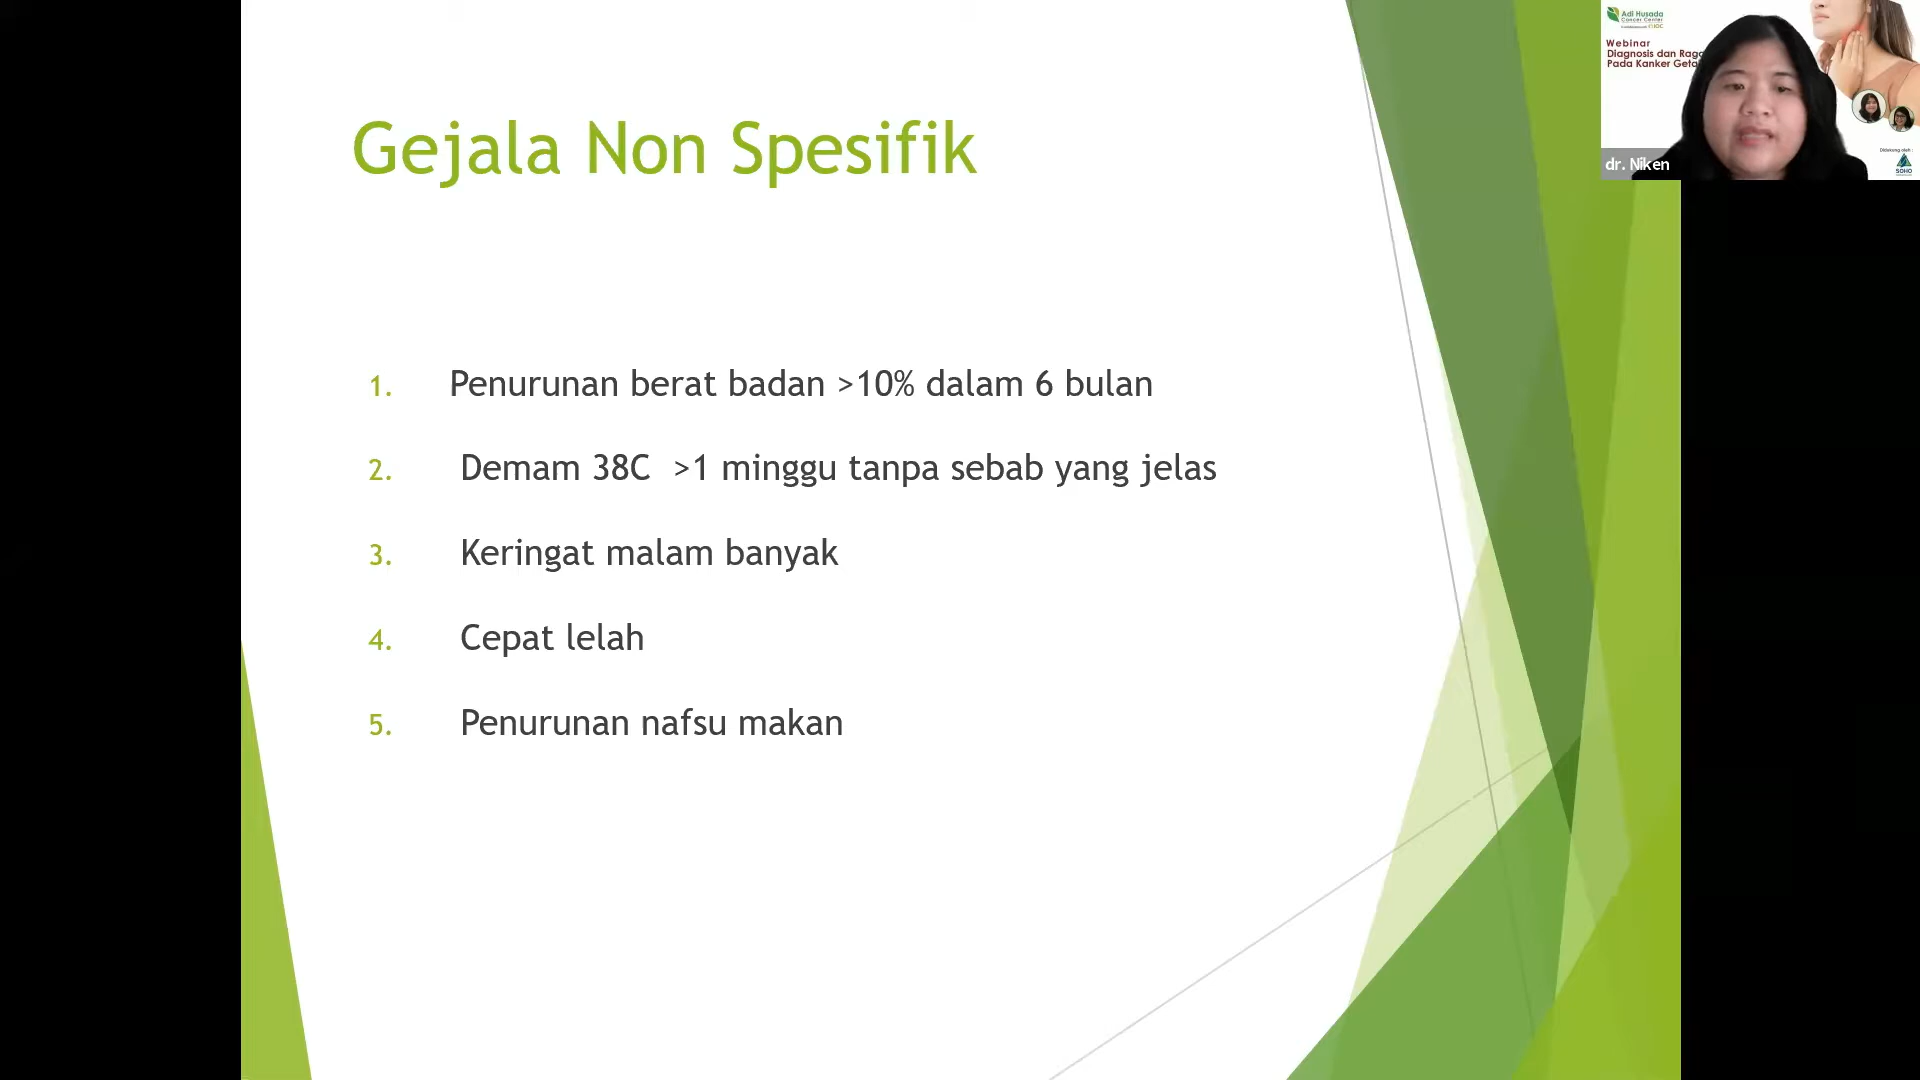 Gejala Non Spesifik
1. Penurunan berat badan >10% dalam 6 bulan
2. Demam 38C >1 minggu tanpa sebab yang jelas
3. Keringat malam banyak
4. Cepat lelah
5. Penurunan nafsu makan
Adi Husada
Cancer Center
Webinar
Diagnosis dan Raga
Pada Kanker Geta
Didukung oleh :
SOHO
dr. Niken